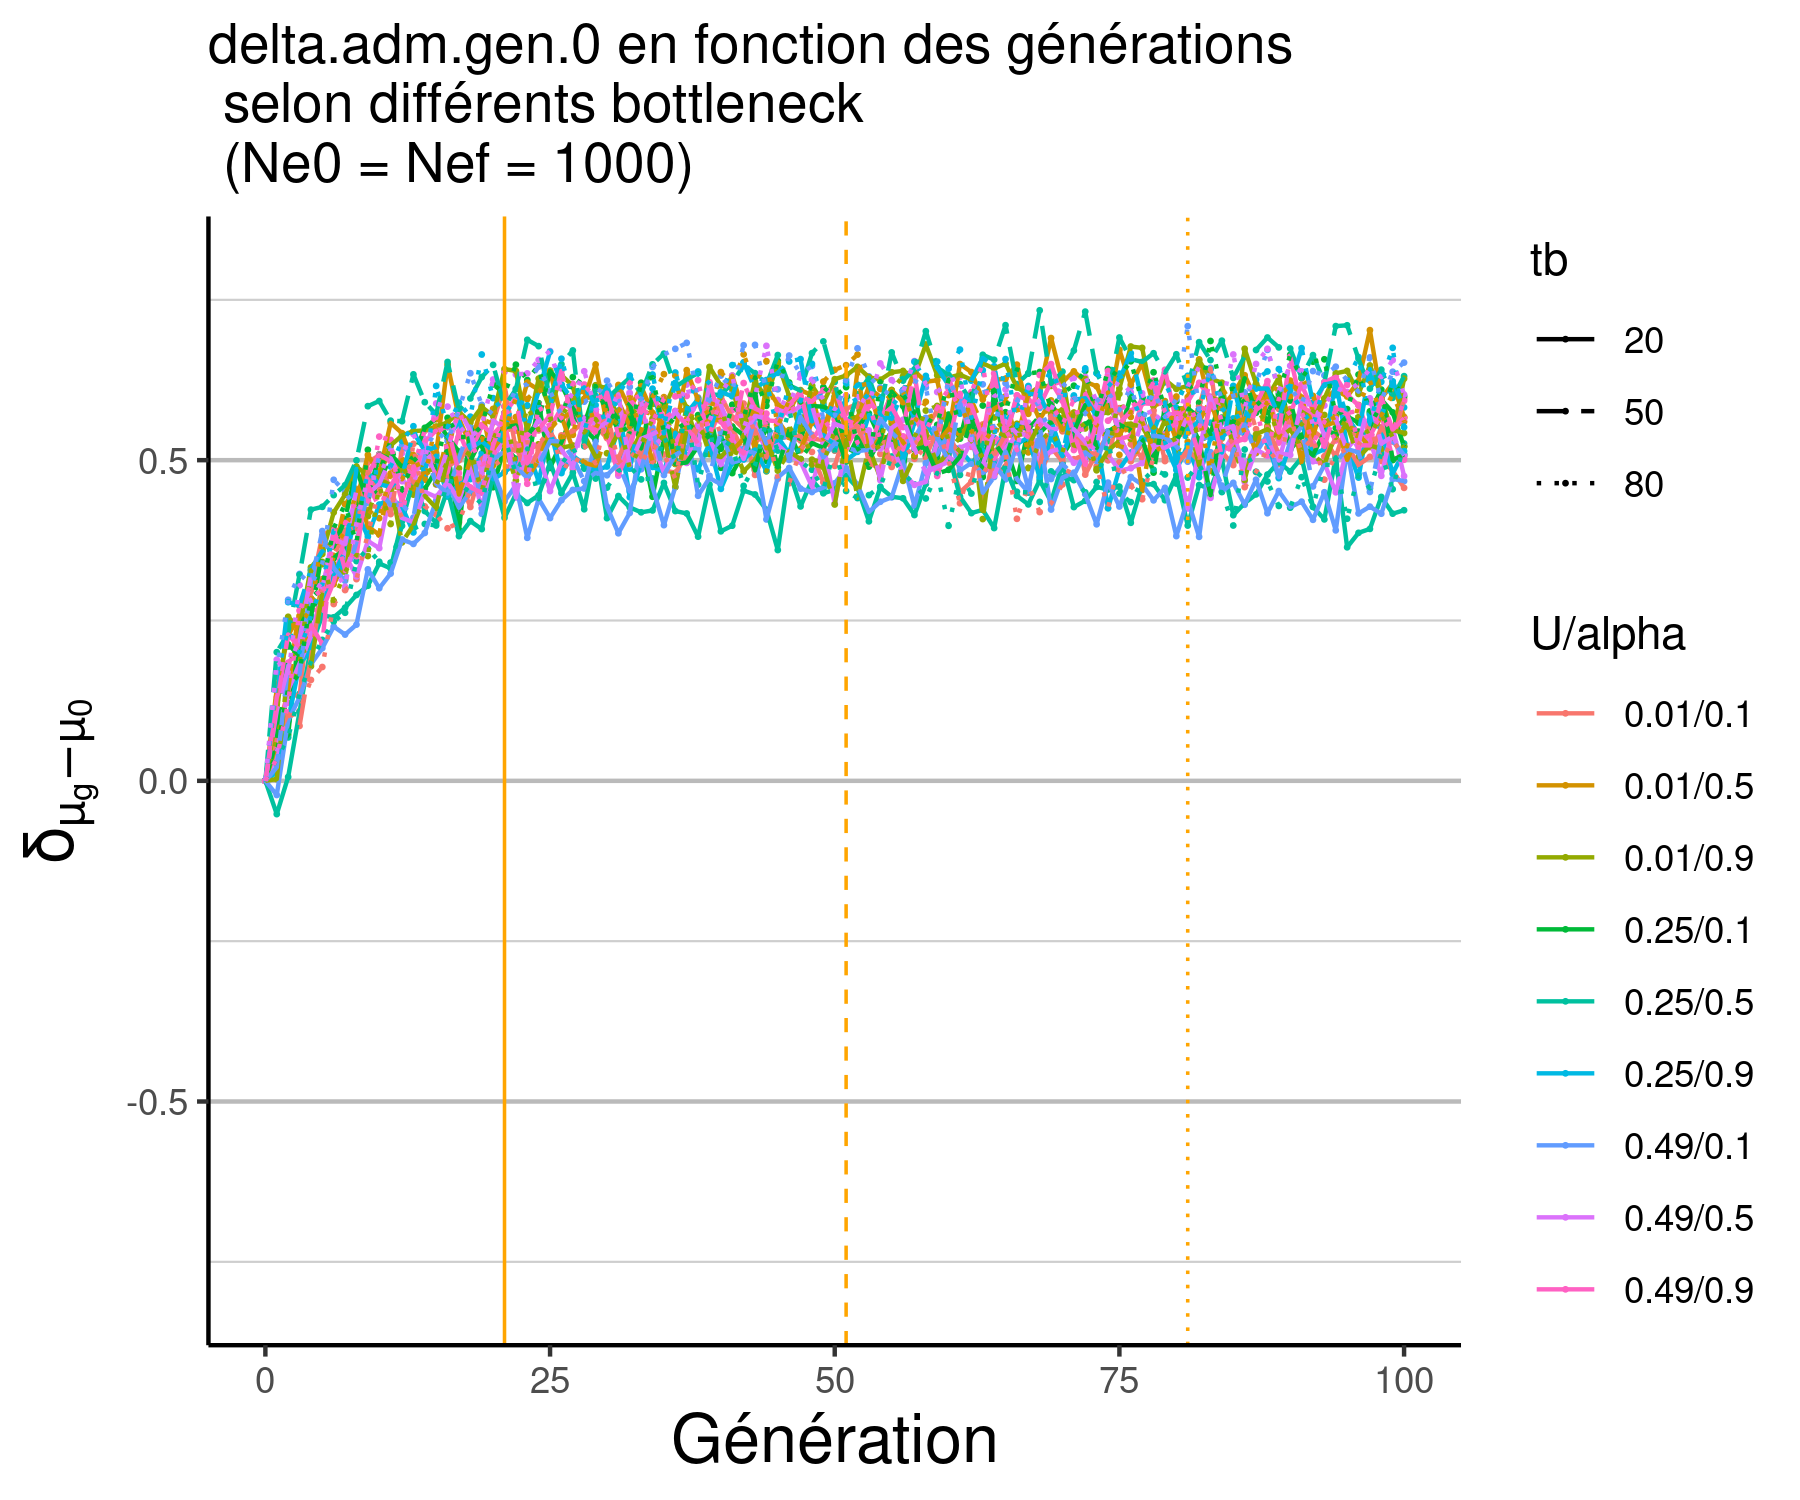 delta.adm.gen.0 en fonction des générations
selon différents bottleneck
(Ne0 = Nef = 1000)
δμg−μ0
0.5
0.0
-0.5
0
25
50
75
100
Génération
tb
20
50
80
U/alpha
0.01/0.1
0.01/0.5
0.01/0.9
0.25/0.1
0.25/0.5
0.25/0.9
0.49/0.1
0.49/0.5
0.49/0.9